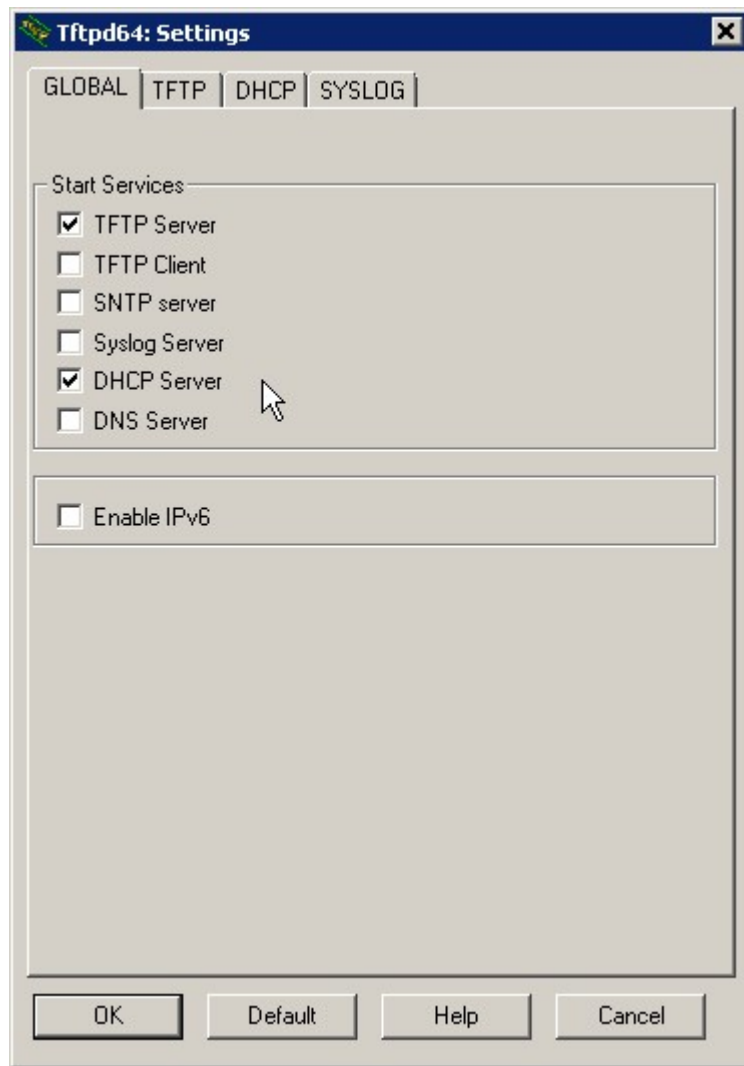 Tftpd64: Settings
GLOBAL TFTP DHCP SYSLOG
Start Services
TFTP Server
TFTP Client
SNTP server
Syslog Server
DHCP Server
DNS Server
Enable IPv6
OK Default Help Cancel